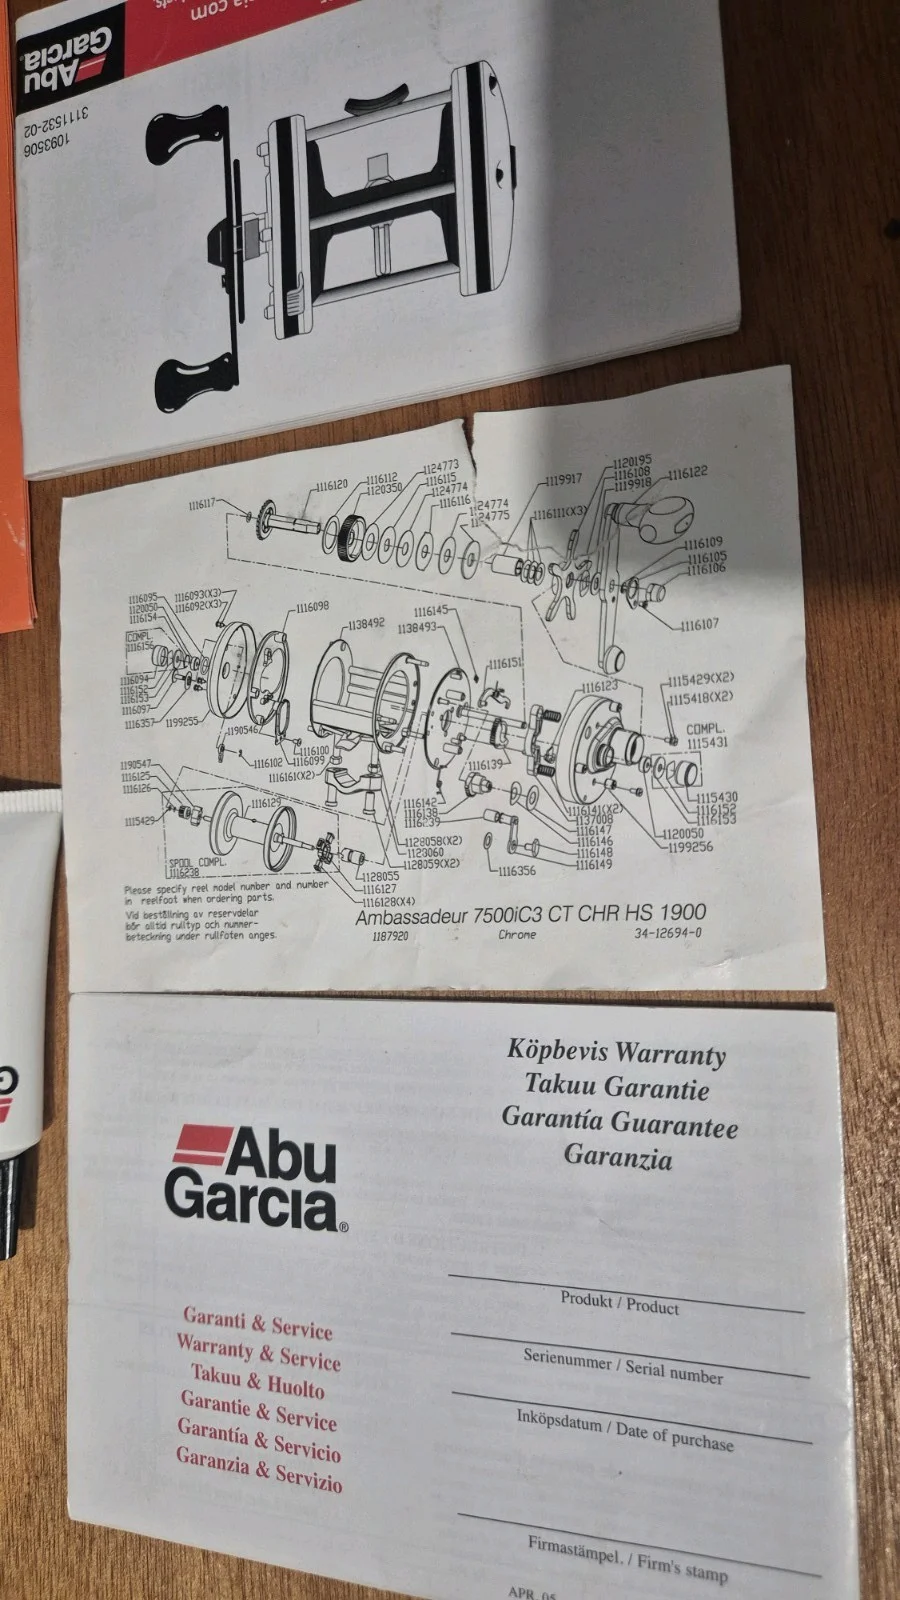 Abu
Garcia
1093506
3111532-02
1116117
1116120
1116112
1120350
1124773
1116115
1124774
1116116
1124774
1124775
1119917
1116111(X3)
1120195
1116108
1119918
1116122
1116109
1116105
1116106
1116107
1116095
1120050
1116154
1116093(X3)
1116092(X3)
1116098
COMPL.
1116156
1116094
1116152
1116153
1116097
1116357
1199255
1190546
1116102
1116100
1116099
1116161(X2)
1138492
1116145
1138493
1116151
1116123
1115429(X2)
1115418(X2)
COMPL.
1115431
1116139
1115430
1116152
1116153
1120050
1199256
1116142
1116138
1116239
1116141(X2)
1137008
1116147
1116146
1116148
1116149
1116356
1190547
1116125
1116126
1115429
1116129
SPOOL COMPL.
1116238
1128058(X2)
1123060
1128059(X2)
1128055
1116127
1116128(X4)
Please specify reel model number and number
in reelfoot when ordering parts.
Vid beställning av reservdelar
bör alltid rulltyp och nummer-
beteckning under rullfoten anges.
Ambassadeur 7500iC3 CT CHR HS 1900
1187920 Chrome 34-12694-0
Köpbevis Warranty
Takuu Garantie
Garantía Guarantee
Garanzia
Abu
Garcia®
Garanti & Service
Warranty & Service
Takuu & Huolto
Garantie & Service
Garantía & Servicio
Garanzia & Servizio
Produkt / Product
Serienummer / Serial number
Inköpsdatum / Date of purchase
Firmastämpel. / Firm's stamp
APR. 05